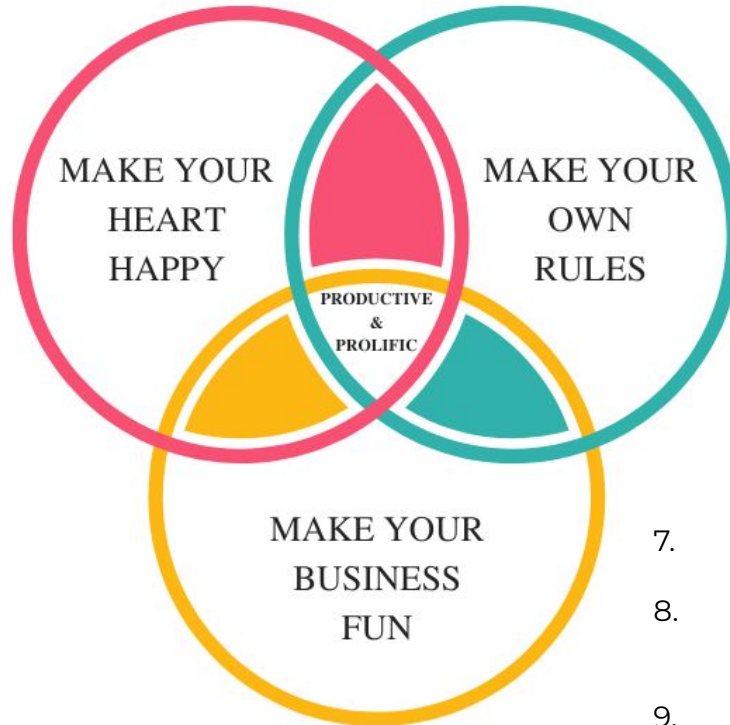 MAKE YOUR
HEART
HAPPY
MAKE YOUR
OWN
RULES
PRODUCTIVE
&
PROLIFIC
MAKE YOUR
BUSINESS
FUN
7.
8.
9.